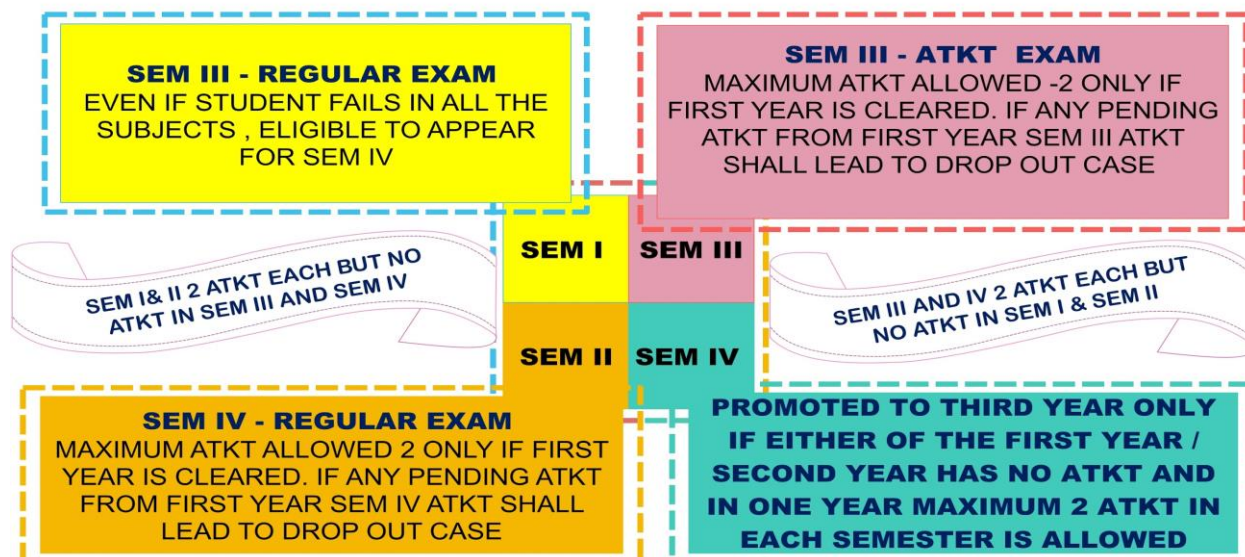 SEM III - REGULAR EXAM
EVEN IF STUDENT FAILS IN ALL THE
SUBJECTS , ELIGIBLE TO APPEAR
FOR SEM IV
SEM III - ATKT EXAM
MAXIMUM ATKT ALLOWED -2 ONLY IF
FIRST YEAR IS CLEARED. IF ANY PENDING
ATKT FROM FIRST YEAR SEM III ATKT
SHALL LEAD TO DROP OUT CASE
SEM I& II 2 ATKT EACH BUT NO
ATKT IN SEM III AND SEM IV
SEM I
SEM III
SEM II
SEM IV
SEM III AND IV 2 ATKT EACH BUT
NO ATKT IN SEM I & SEM II
SEM IV - REGULAR EXAM
MAXIMUM ATKT ALLOWED 2 ONLY IF FIRST
YEAR IS CLEARED. IF ANY PENDING ATKT
FROM FIRST YEAR SEM IV ATKT SHALL
LEAD TO DROP OUT CASE
PROMOTED TO THIRD YEAR ONLY
IF EITHER OF THE FIRST YEAR /
SECOND YEAR HAS NO ATKT AND
IN ONE YEAR MAXIMUM 2 ATKT IN
EACH SEMESTER IS ALLOWED